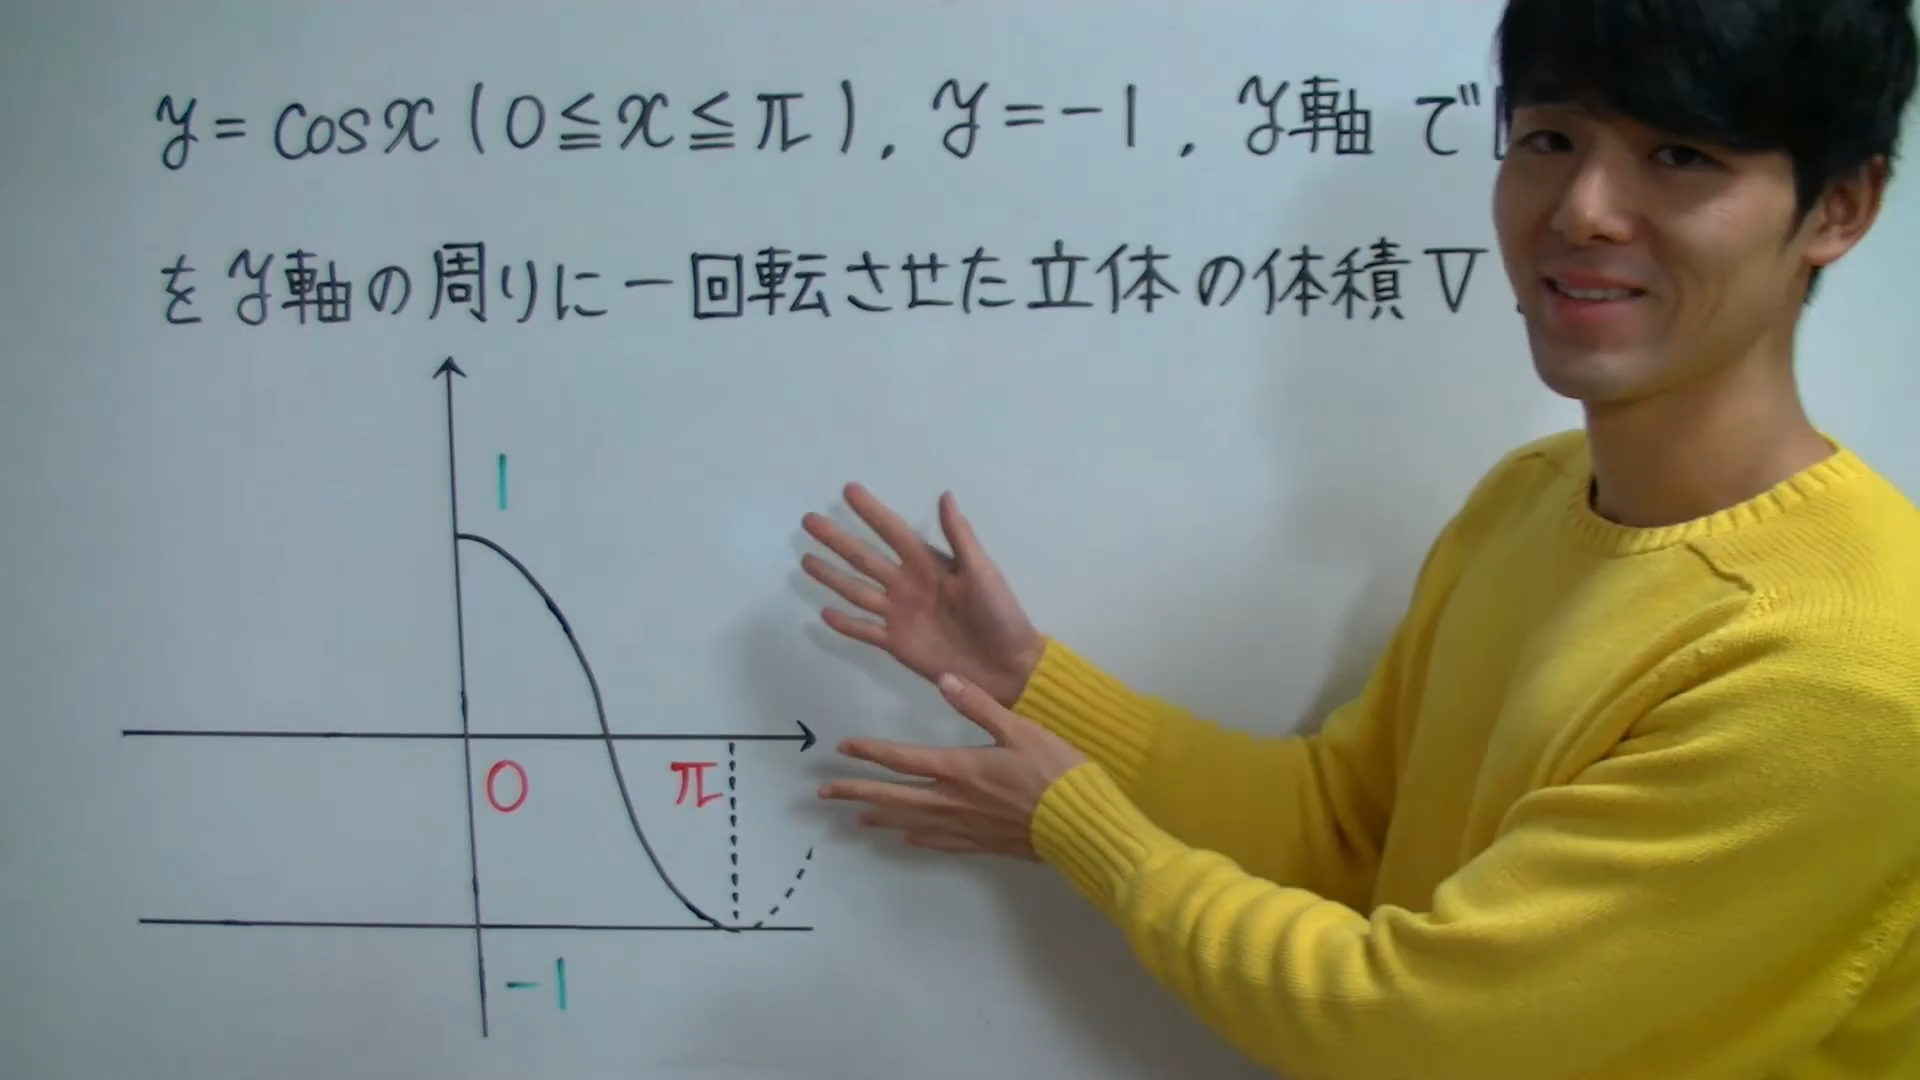 y = cos x ( 0 ≦ x ≦ π ), y = -1, y軸 で
を y軸の周りに一回転させた立体の体積 V
1
0 π
-1